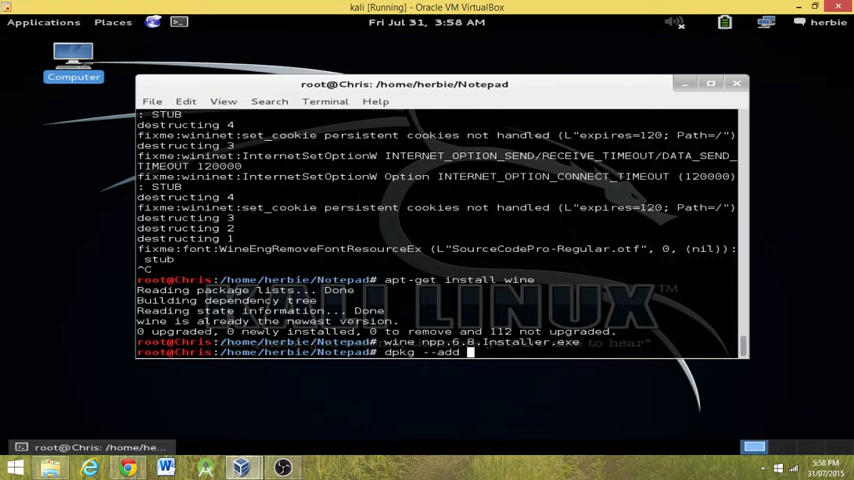 kali [Running] - Oracle VM VirtualBox
Applications Places Fri Jul 31, 3:58 AM herbie
Computer
root@Chris: /home/herbie/Notepad
File Edit View Search Terminal Help
: STUB
destructing 4
fixme:wininet:set_cookie persistent cookies not handled (L"expires=120; Path=/")
destructing 3
fixme:wininet:InternetSetOptionW INTERNET_OPTION_SEND/RECEIVE_TIMEOUT/DATA_SEND_
TIMEOUT 120000
fixme:wininet:InternetSetOptionW Option INTERNET_OPTION_CONNECT_TIMEOUT (120000)
: STUB
destructing 4
fixme:wininet:set_cookie persistent cookies not handled (L"expires=120; Path=/")
destructing 3
destructing 2
destructing 1
fixme:font:WineEngRemoveFontResourceEx (L"SourceCodePro-Regular.otf", 0, (nil)):
stub
^C
root@Chris:/home/herbie/Notepad# apt-get install wine
Reading package lists... Done
Building dependency tree
Reading state information... Done
wine is already the newest version.
0 upgraded, 0 newly installed, 0 to remove and 112 not upgraded.
root@Chris:/home/herbie/Notepad# wine npp.6.8.Installer.exe
root@Chris:/home/herbie/Notepad# dpkg --add
KALI LINUX™
to hear"
root@Chris: /home/he...
5:58 PM
31/07/2015